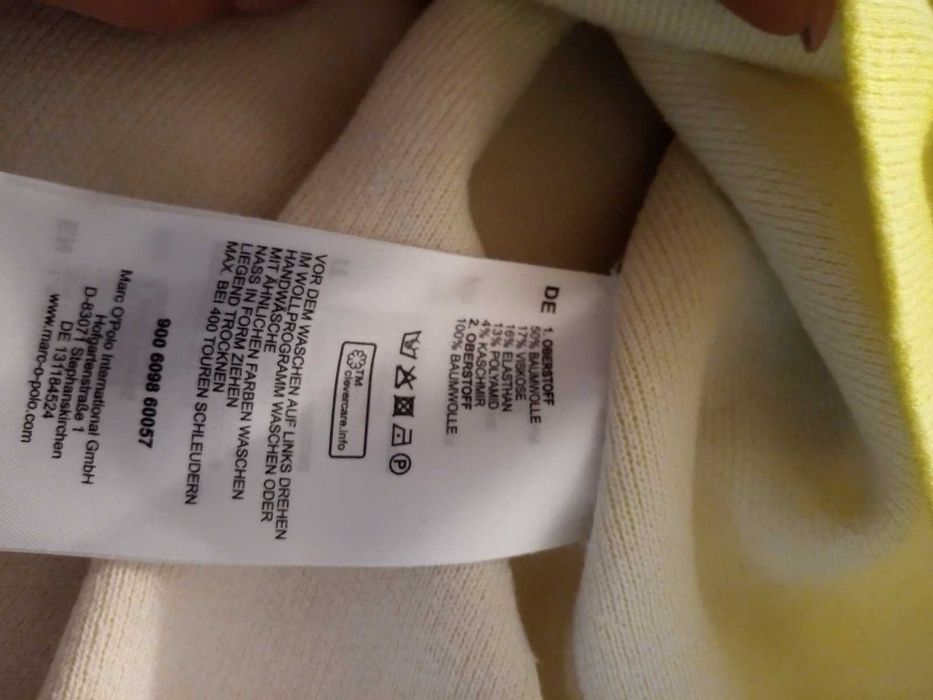 DE 1. OBERSTOFF
50% BAUMWOLLE
17% VISKOSE
16% ELASTHAN
13% POLYAMID
4% KASCHMIR
2. OBERSTOFF
100% BAUMWOLLE
P
TM
clevercare.info
VOR DEM WASCHEN AUF LINKS DREHEN
IM WOLLPROGRAMM WASCHEN ODER
HANDWÄSCHE
MIT ÄHNLICHEN FARBEN WASCHEN
NASS IN FORM ZIEHEN
LIEGEND TROCKNEN
MAX. BEI 400 TOUREN SCHLEUDERN
900 6098 60057
Marc O'Polo International GmbH
Hofgartenstraße 1
D-83071 Stephanskirchen
DE 131184524
www.marc-o-polo.com